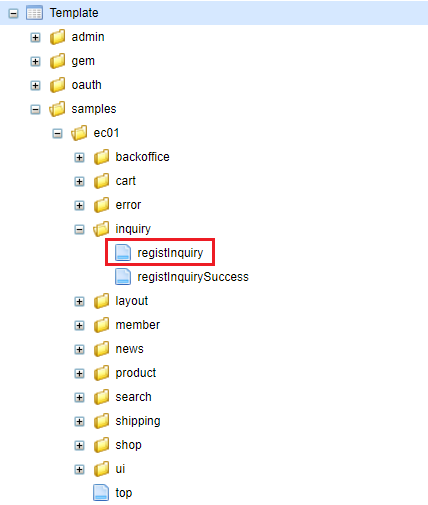 Template
admin
gem
oauth
samples
ec01
backoffice
cart
error
inquiry
registInquiry
registInquirySuccess
layout
member
news
product
search
shipping
shop
ui
top